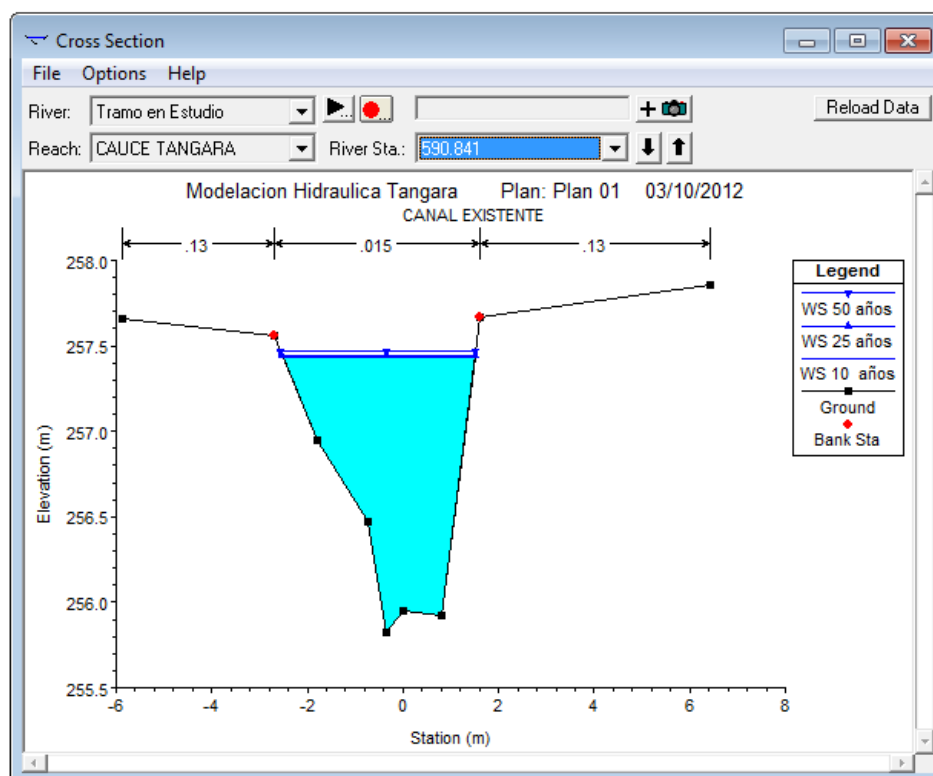 Cross Section
File Options Help
River: Tramo en Estudio ... ... Reload Data
Reach: CAUCE TANGARA River Sta.: 590.841
Modelacion Hidraulica Tangara Plan: Plan 01 03/10/2012
CANAL EXISTENTE
.13 .015 .13
258.0
257.5
257.0
256.5
256.0
255.5
Elevation (m)
-6 -4 -2 0 2 4 6 8
Station (m)
Legend
WS 50 años
WS 25 años
WS 10 años
Ground
Bank Sta